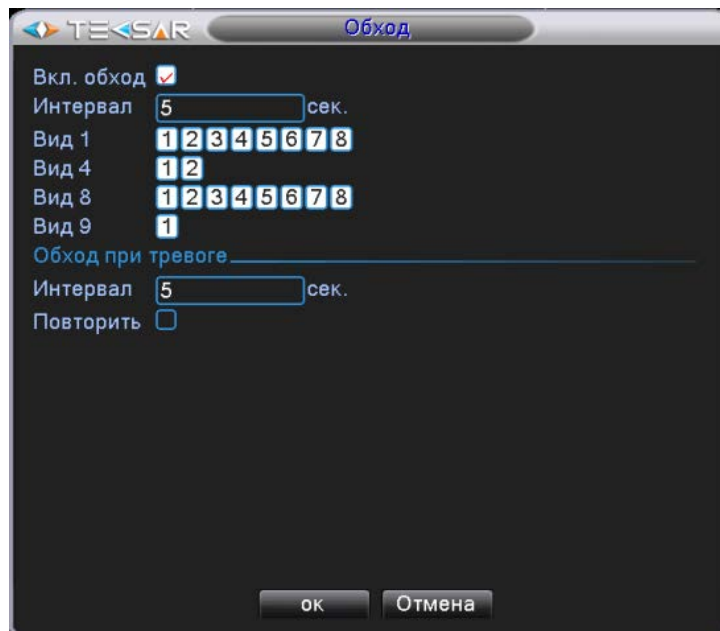 TEKSAR Обход
Вкл. обход
Интервал 5 сек.
Вид 1 1 2 3 4 5 6 7 8
Вид 4 1 2
Вид 8 1 2 3 4 5 6 7 8
Вид 9 1
Обход при тревоге
Интервал 5 сек.
Повторить
ок Отмена